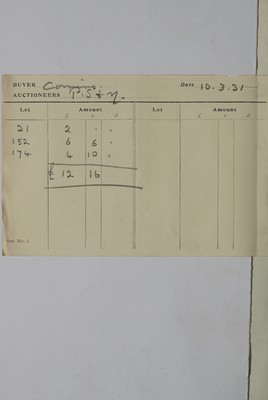 BUYER Comino. Date 10.3.31
AUCTIONEERS P.S & N.
Lot Amount Lot Amount
£ s d £ s d
21 2 . .
152 6 6 .
174 4 10 .
£ 12 16